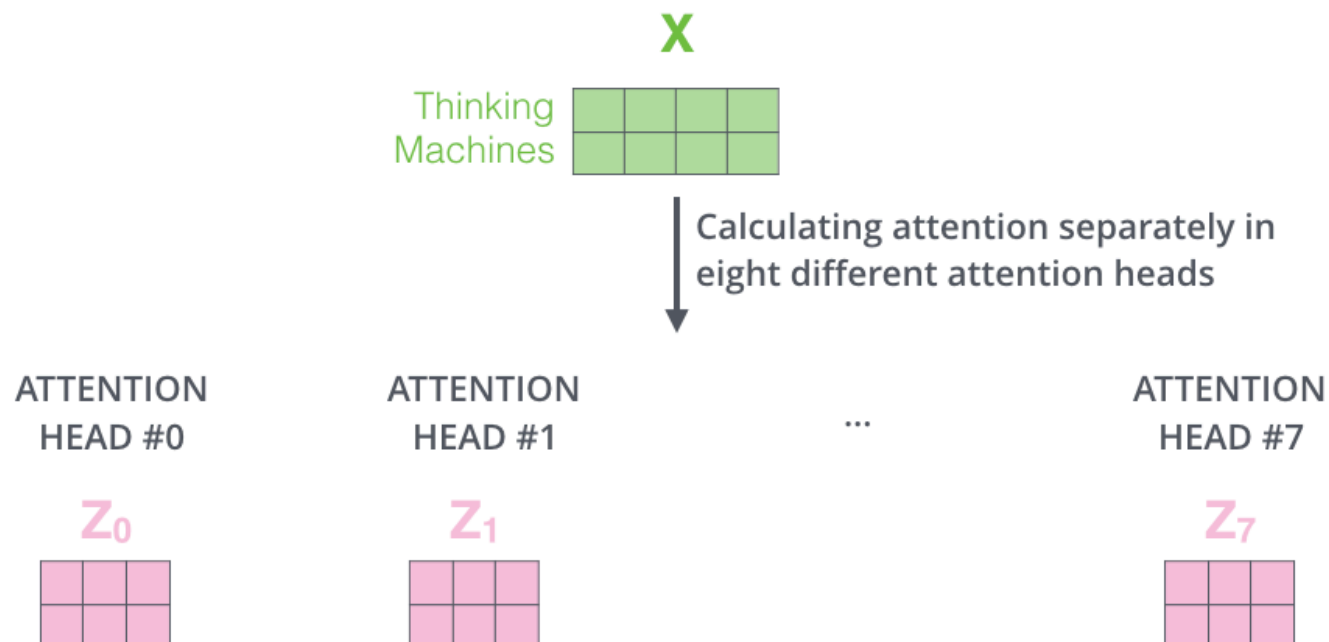 X
Thinking
Machines
Calculating attention separately in
eight different attention heads
ATTENTION
HEAD #0
ATTENTION
HEAD #1
...
ATTENTION
HEAD #7
Z0
Z1
Z7